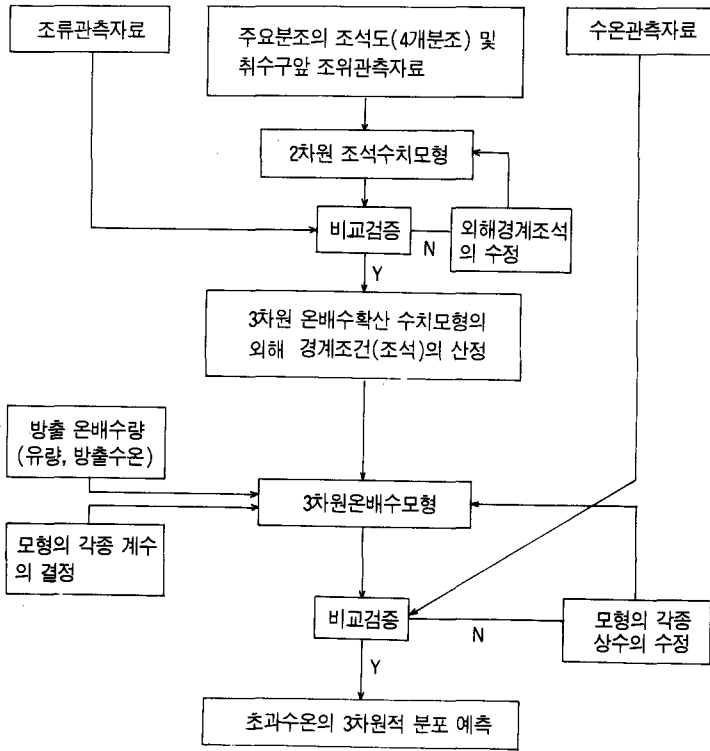 조류관측자료
주요분조의 조석도(4개분조) 및
취수구앞 조위관측자료
수온관측자료
2차원 조석수치모형
비교검증
N
외해경계조석
의 수정
Y
3차원 온배수확산 수치모형의
외해 경계조건(조석)의 산정
방출 온배수량
(유량, 방출수온)
3차원온배수모형
모형의 각종 계수
의 결정
비교검증
N
모형의 각종
상수의 수정
Y
초과수온의 3차원적 분포 예측